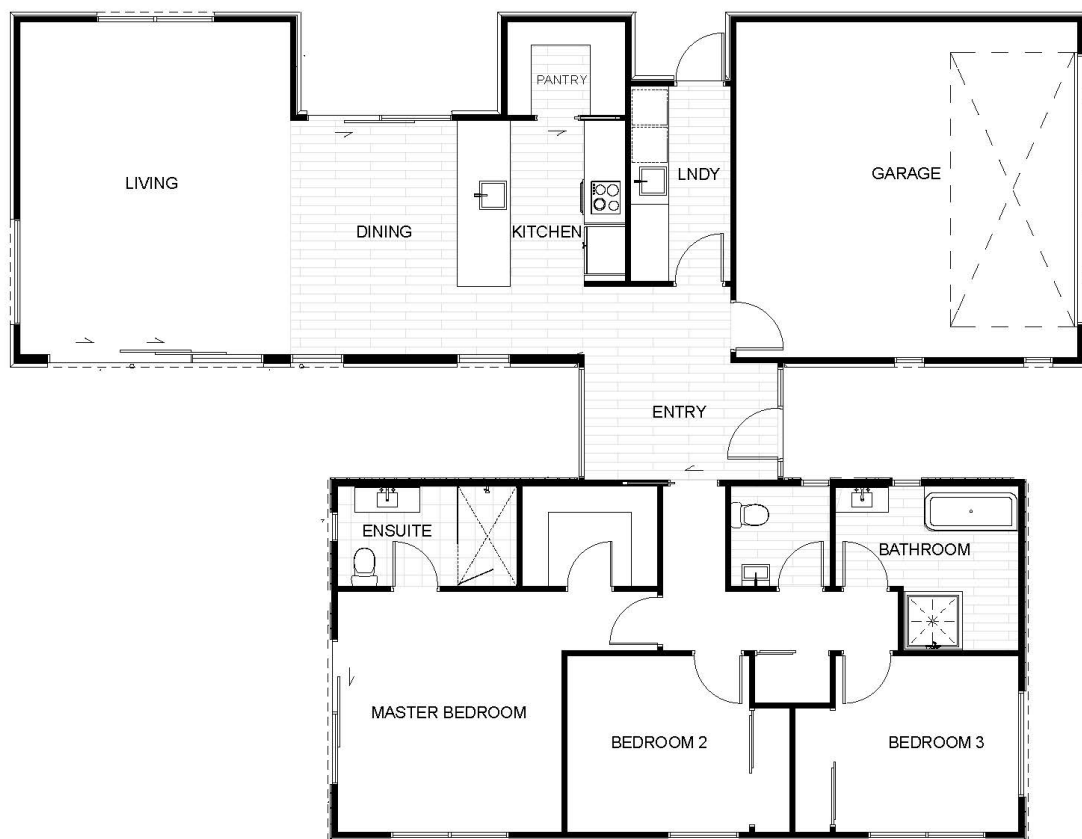 PANTRY
LIVING
LNDY
GARAGE
DINING
KITCHEN
ENTRY
ENSUITE
BATHROOM
MASTER BEDROOM
BEDROOM 2
BEDROOM 3